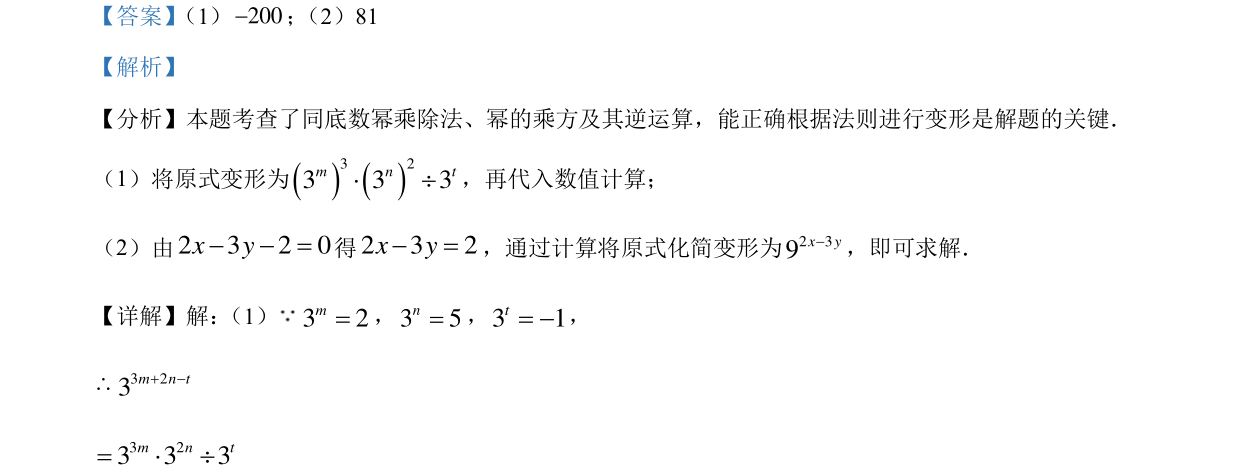 【答案】（1）−200；（2）81
【解析】
【分析】本题考查了同底数幂乘除法、幂的乘方及其逆运算，能正确根据法则进行变形是解题的关键．
（1）将原式变形为(3^m)^3·(3^n)^2÷3^t，再代入数值计算；
（2）由2x−3y−2=0得2x−3y=2，通过计算将原式化简变形为9^{2x−3y}，即可求解．
【详解】解：（1）∵3^m=2，3^n=5，3^t=−1，
∴3^{3m+2n−t}
=3^{3m}·3^{2n}÷3^t